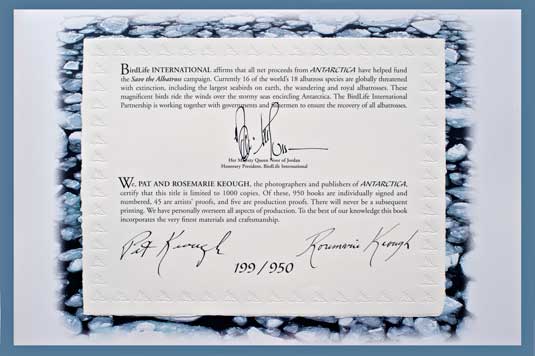 BirdLife INTERNATIONAL affirms that all net proceeds from ANTARCTICA have helped fund
the Save the Albatross campaign. Currently 16 of the world's 18 albatross species are globally threatened
with extinction, including the largest seabirds on earth, the wandering and royal albatrosses. These
magnificent birds ride the winds over the stormy seas encircling Antarctica. The BirdLife International
Partnership is working together with governments and fishermen to ensure the recovery of all albatrosses.
Her Majesty Queen Noor of Jordan
Honorary President, BirdLife International
We, PAT AND ROSEMARIE KEOUGH, the photographers and publishers of ANTARCTICA,
certify that this title is limited to 1000 copies. Of these, 950 books are individually signed and
numbered, 45 are artists' proofs, and five are production proofs. There will never be a subsequent
printing. We have personally overseen all aspects of production. To the best of our knowledge this book
incorporates the very finest materials and craftsmanship.
Pat Keough Rosemarie Keough
199/950